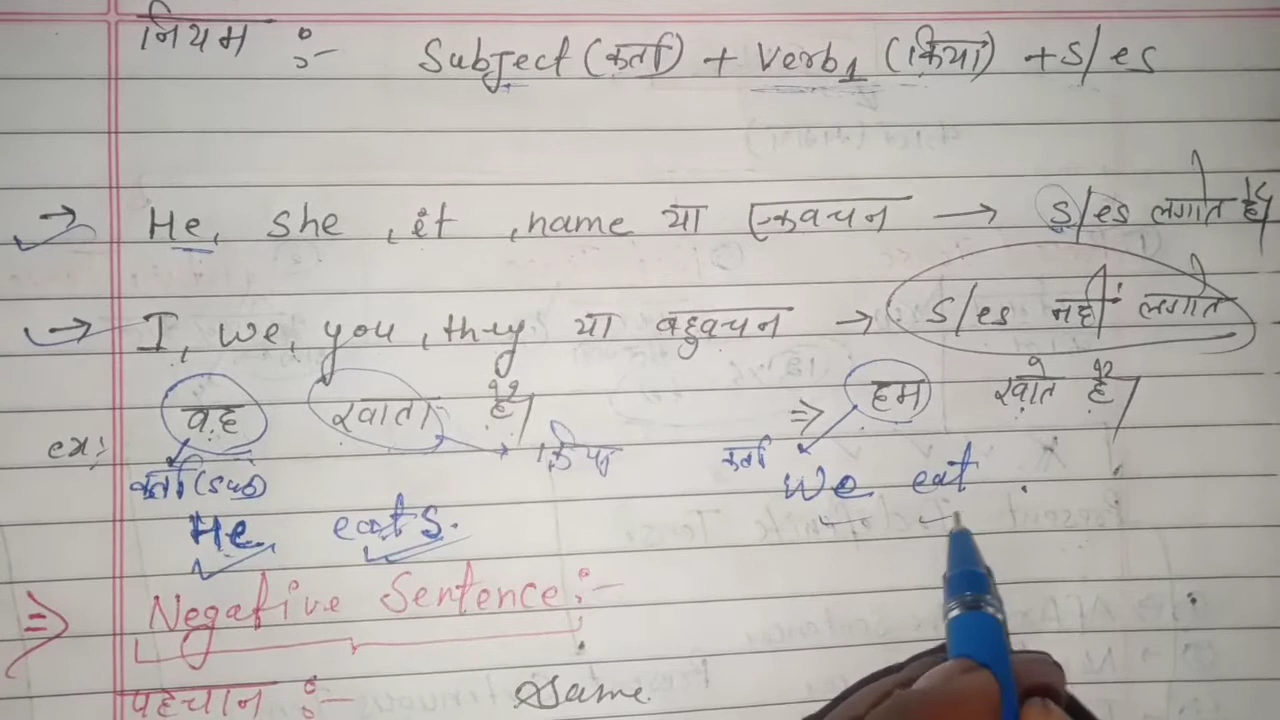 नियम :- Subject (कर्ता) + Verb1 (क्रिया) + S/es
→ He, she, it, name या एकवचन → S/es लगाते है।
→ I, we, you, they या बहुवचन → S/es नहीं लगाते
ex: वह खाता है। ⇒ हम खाते है।
कर्ता (sub) क्रिया कर्ता
He eats. We eat.
⇒ Negative Sentence :-
पहचान :- Same